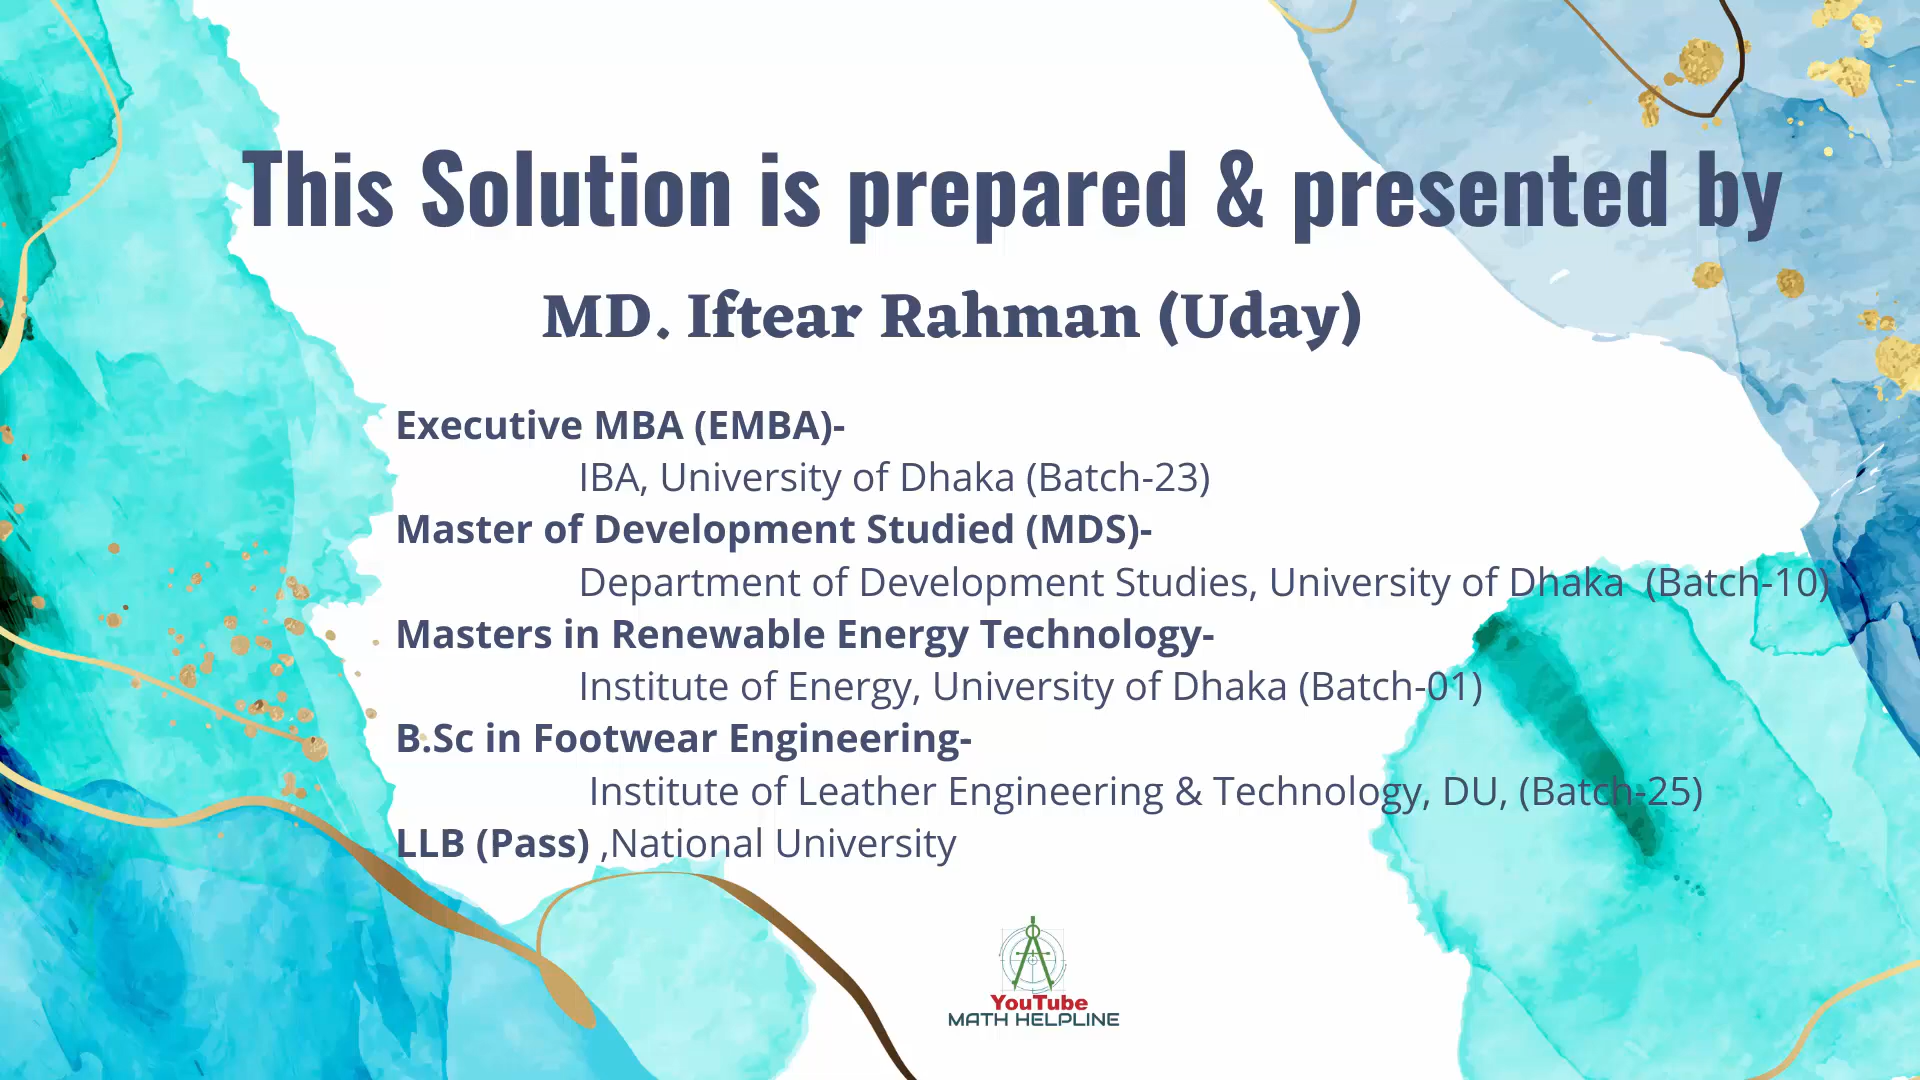 This Solution is prepared & presented by
MD. Iftear Rahman (Uday)
Executive MBA (EMBA)-
IBA, University of Dhaka (Batch-23)
Master of Development Studied (MDS)-
Department of Development Studies, University of Dhaka (Batch-10)
Masters in Renewable Energy Technology-
Institute of Energy, University of Dhaka (Batch-01)
B.Sc in Footwear Engineering-
Institute of Leather Engineering & Technology, DU, (Batch-25)
LLB (Pass) ,National University
YouTube
MATH HELPLINE